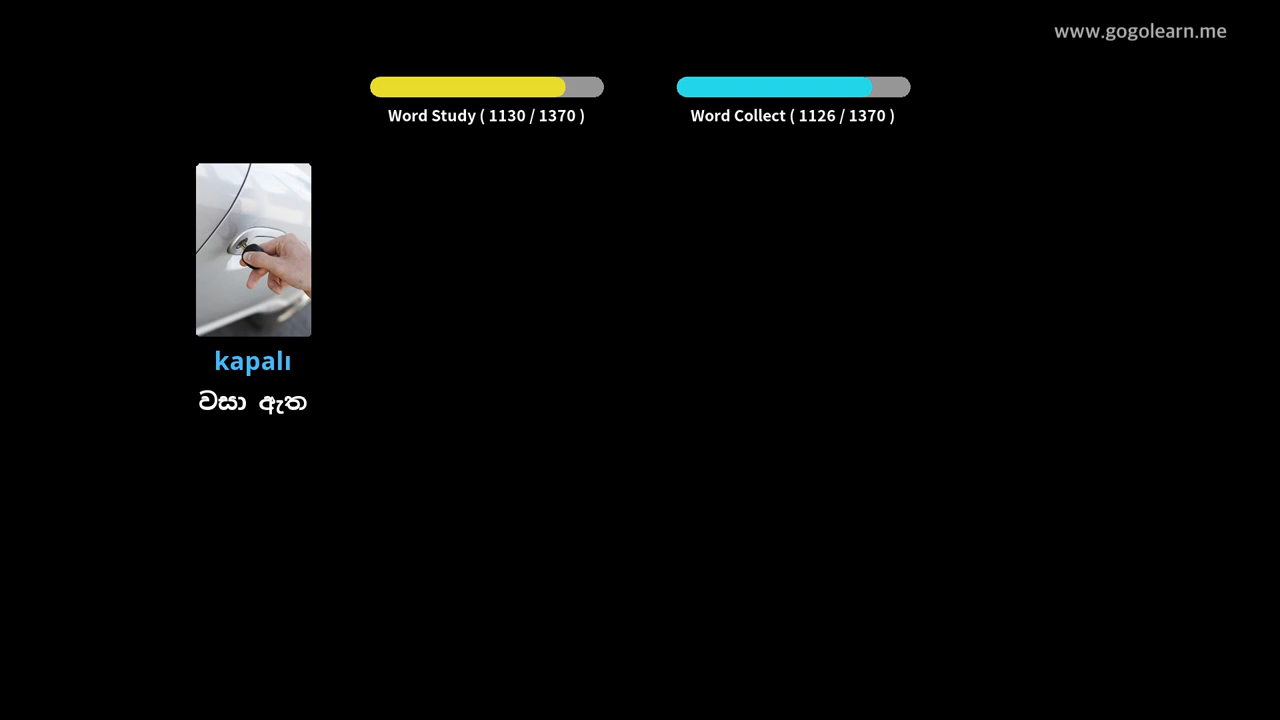 www.gogolearn.me
Word Study ( 1130 / 1370 )
Word Collect ( 1126 / 1370 )
kapalı
වසා ඇත